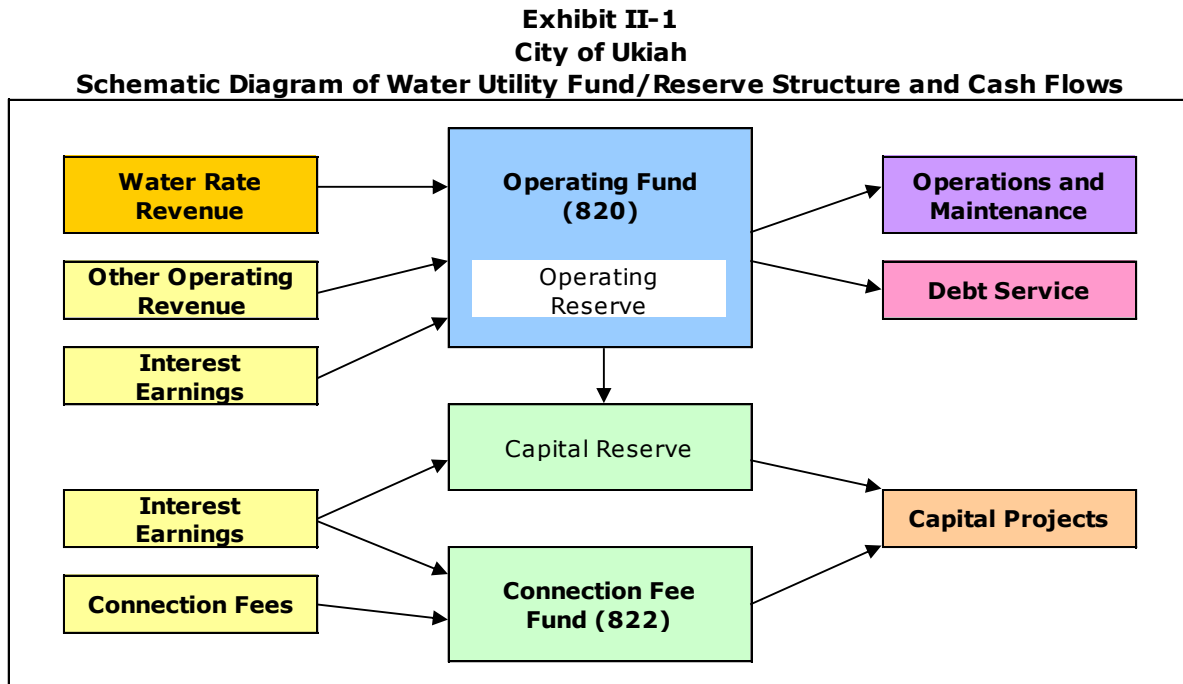 Exhibit II-1
City of Ukiah
Schematic Diagram of Water Utility Fund/Reserve Structure and Cash Flows
Water Rate
Revenue
Operating Fund
(820)
Operations and
Maintenance
Other Operating
Revenue
Operating
Reserve
Debt Service
Interest
Earnings
Capital Reserve
Interest
Earnings
Capital Projects
Connection Fees
Connection Fee
Fund (822)